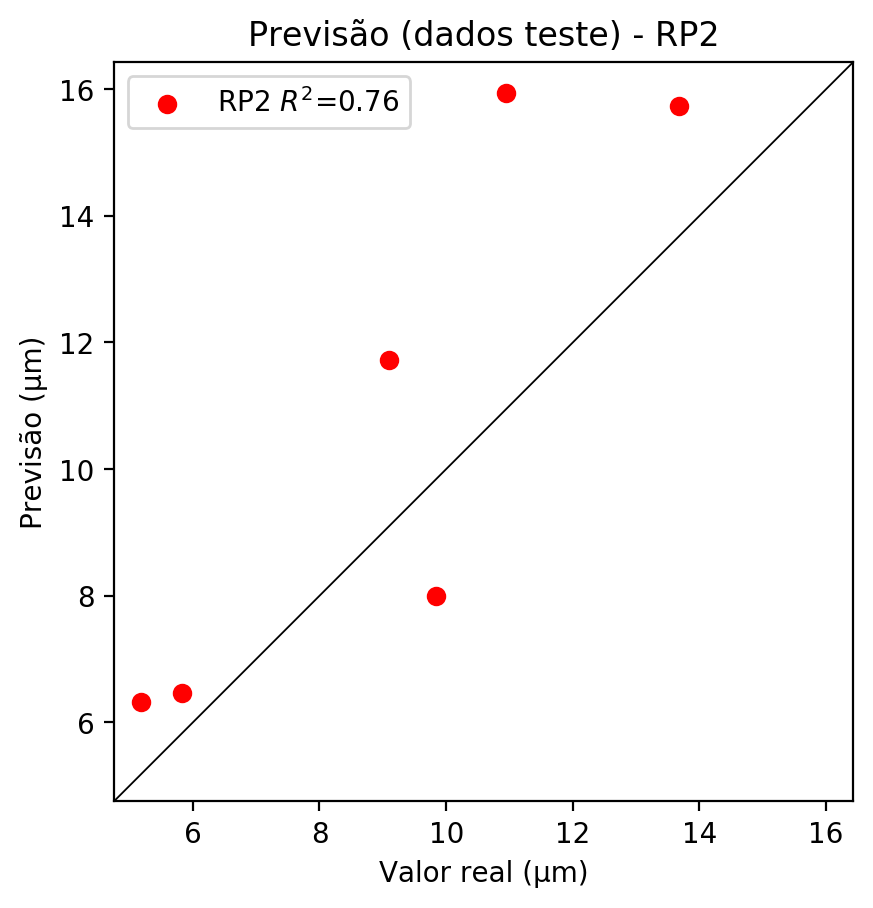 Previsão (dados teste) - RP2
RP2 R²=0.76
16
14
12
10
8
6
Previsão (µm)
6 8 10 12 14 16
Valor real (µm)